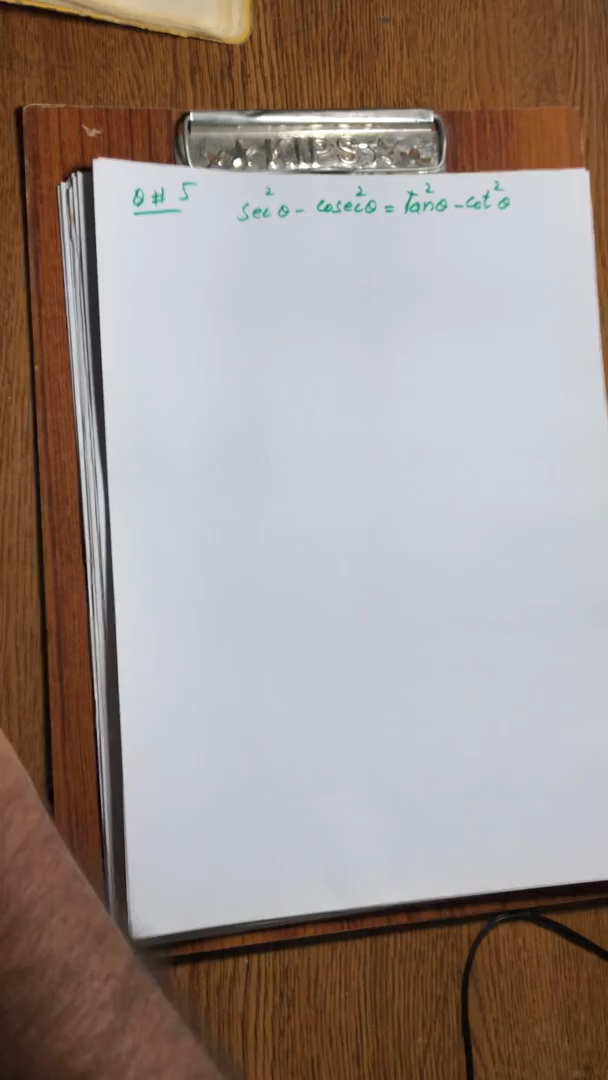 ★ KIPS ★
Q # 5 sec²θ - cosec²θ = tan²θ - cot²θ